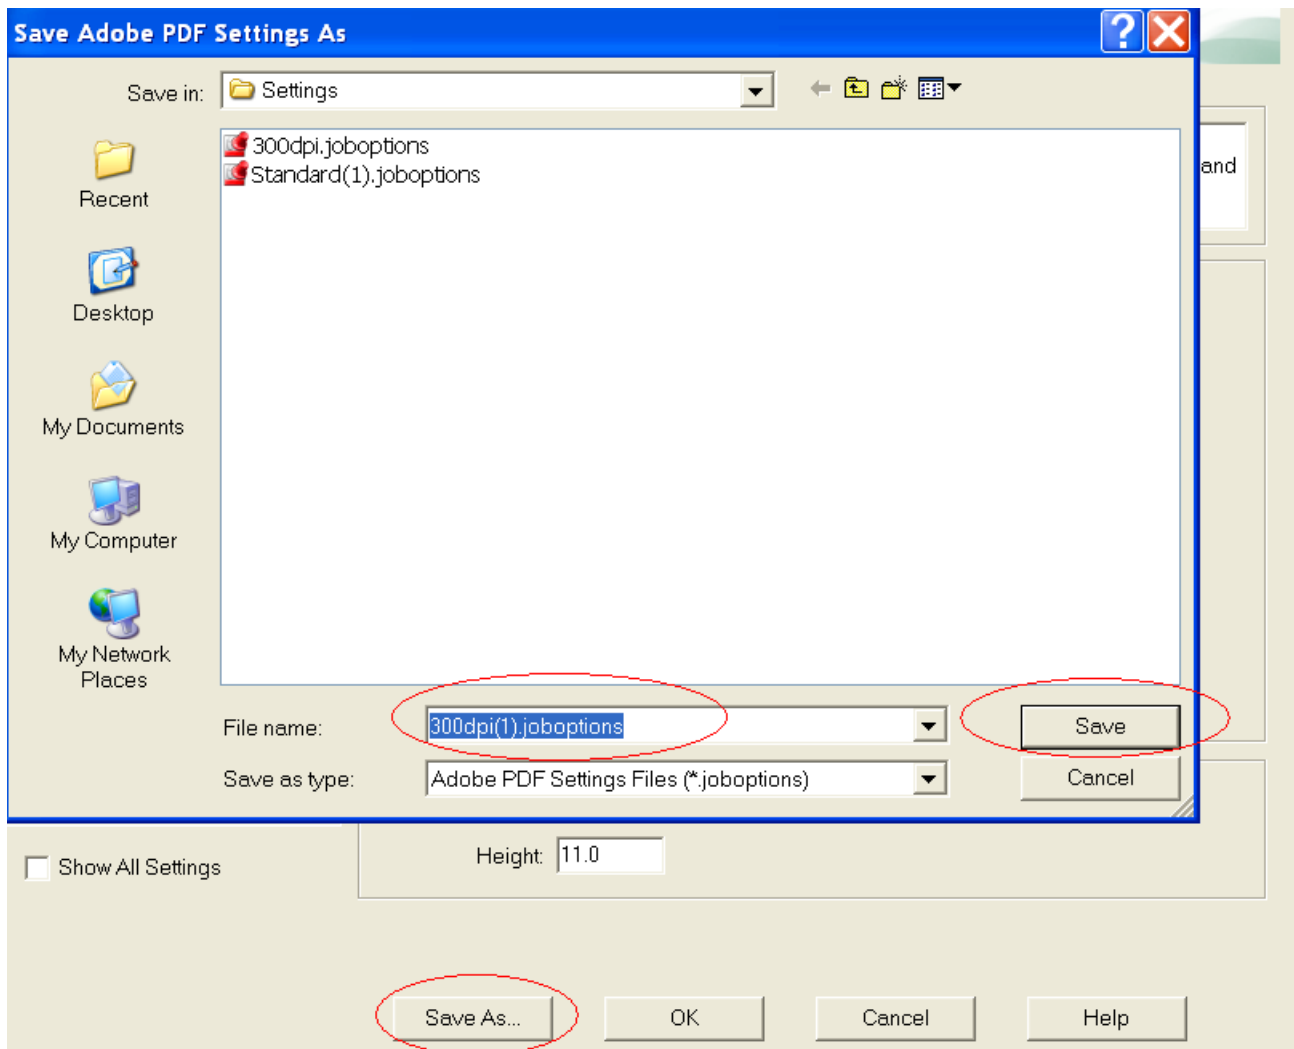 Save Adobe PDF Settings As
Save in: Settings
300dpi.joboptions
Standard(1).joboptions
and
Recent
Desktop
My Documents
My Computer
My Network
Places
File name: 300dpi(1).joboptions Save
Save as type: Adobe PDF Settings Files (*.joboptions) Cancel
Height: 11.0
Show All Settings
Save As... OK Cancel Help